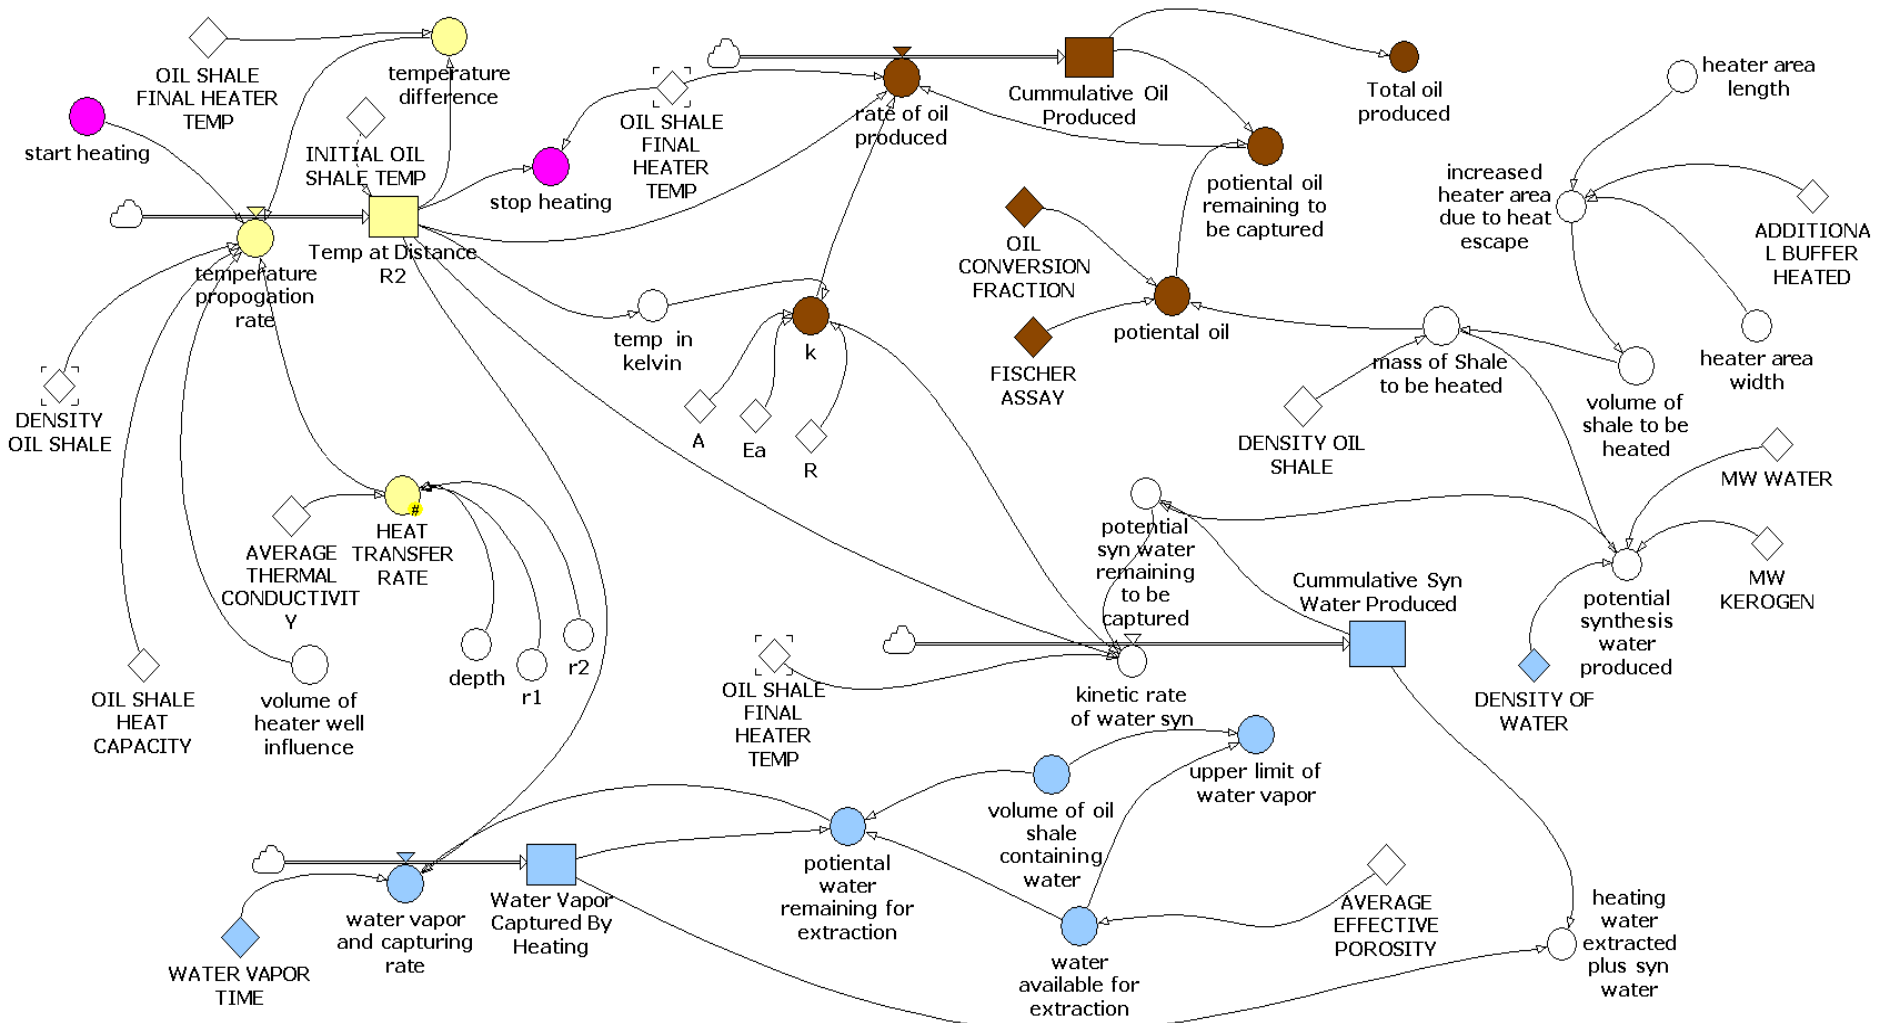 OIL SHALE
FINAL HEATER
TEMP
temperature
difference
start heating
INITIAL OIL
SHALE TEMP
stop heating
OIL SHALE
FINAL
HEATER
TEMP
rate of oil
produced
Cummulative Oil
Produced
Total oil
produced
heater area
length
potiental oil
remaining to
be captured
increased
heater area
due to heat
escape
ADDITIONA
L BUFFER
HEATED
Temp at Distance
R2
temperature
propogation
rate
OIL
CONVERSION
FRACTION
potiental oil
FISCHER
ASSAY
temp in
kelvin
k
A
Ea
R
mass of Shale
to be heated
heater area
width
volume of
shale to be
heated
DENSITY OIL
SHALE
DENSITY
OIL SHALE
MW WATER
#
HEAT
TRANSFER
RATE
AVERAGE
THERMAL
CONDUCTIVIT
Y
potential
syn water
remaining
to be
captured
Cummulative Syn
Water Produced
MW
KEROGEN
potential
synthesis
water
produced
depth
r1
r2
OIL SHALE
HEAT
CAPACITY
volume of
heater well
influence
OIL SHALE
FINAL
HEATER
TEMP
kinetic rate
of water syn
DENSITY OF
WATER
upper limit of
water vapor
volume of oil
shale
containing
water
potiental
water
remaining for
extraction
Water Vapor
Captured By
Heating
water vapor
and capturing
rate
WATER VAPOR
TIME
AVERAGE
EFFECTIVE
POROSITY
water
available for
extraction
heating
water
extracted
plus syn
water